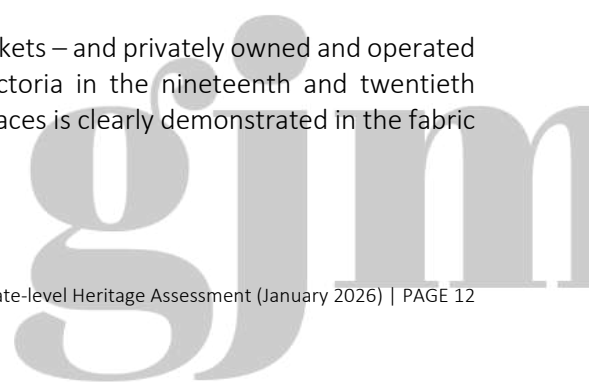 kets – and privately owned and operated
ctoria in the nineteenth and twentieth
aces is clearly demonstrated in the fabric
gjm
ate-level Heritage Assessment (January 2026) | PAGE 12